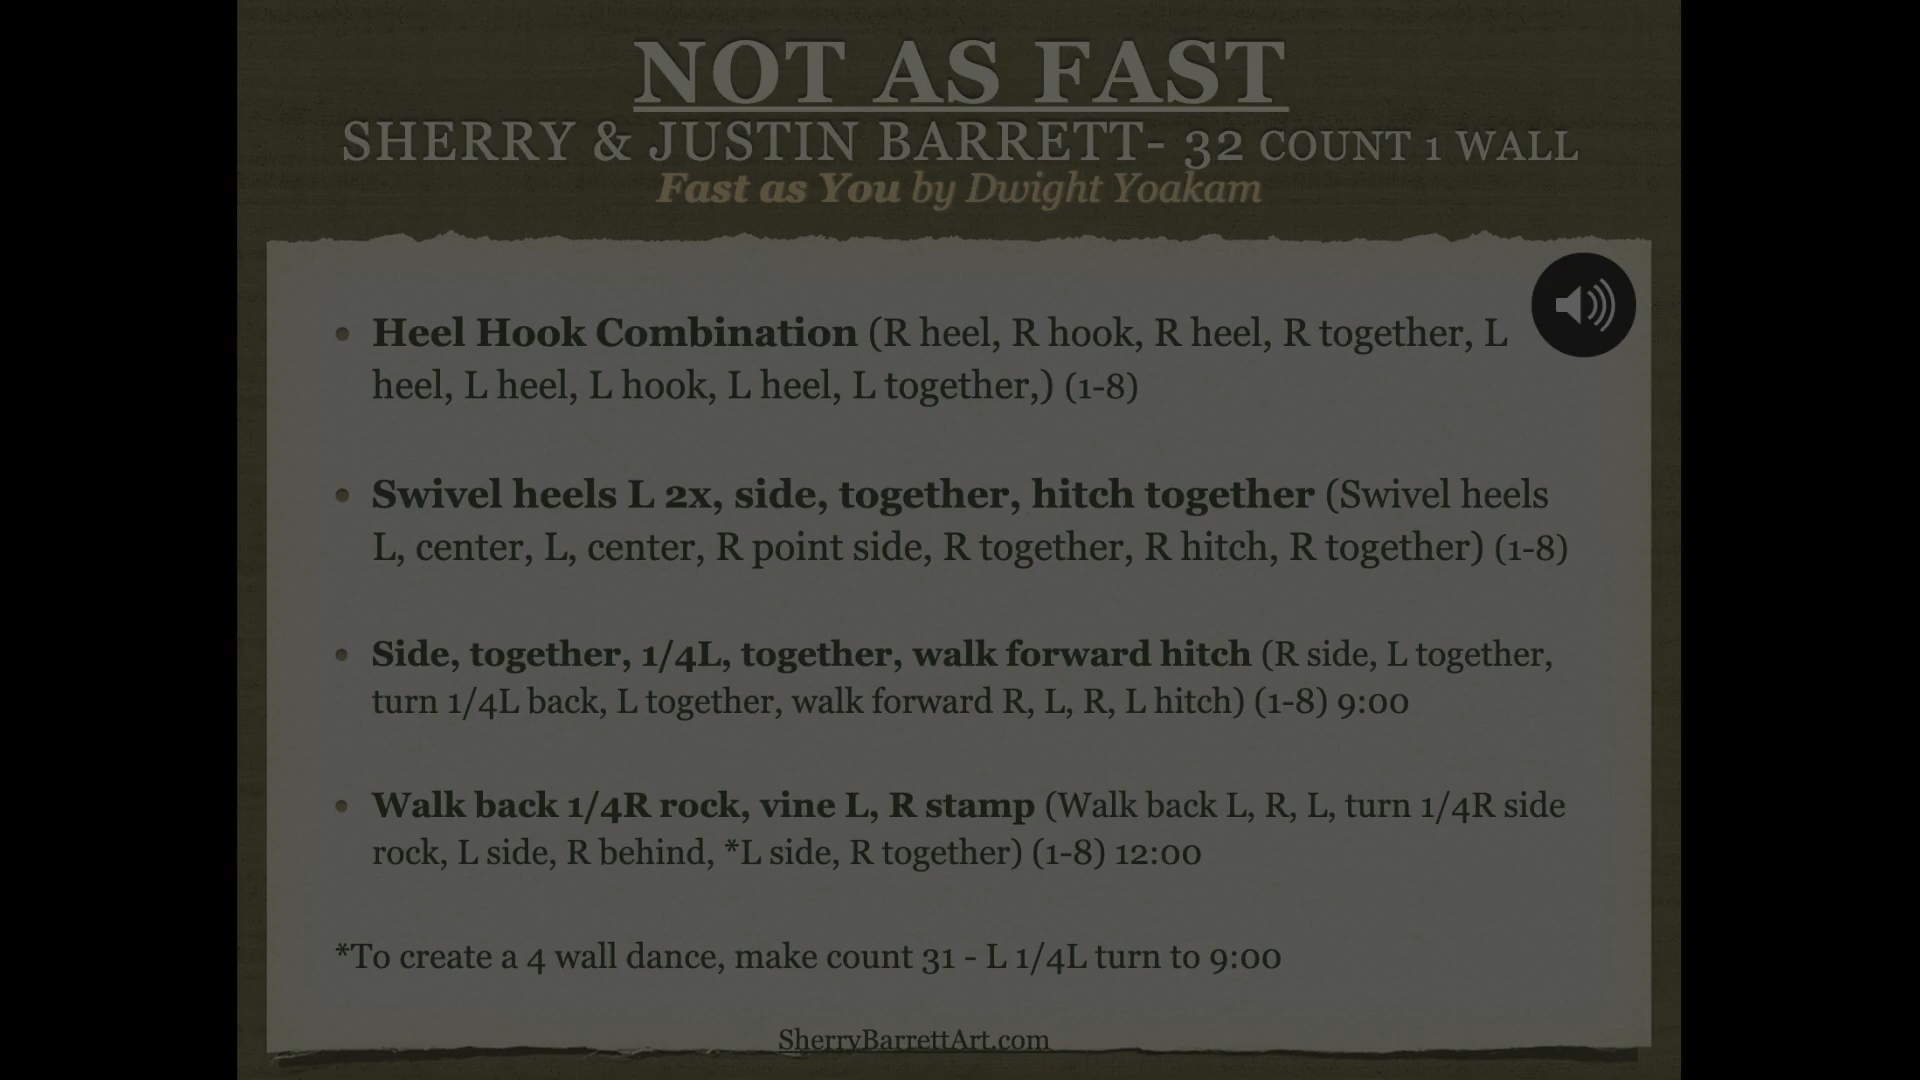 NOT AS FAST
SHERRY & JUSTIN BARRETT- 32 COUNT 1 WALL
Fast as You by Dwight Yoakam
• Heel Hook Combination (R heel, R hook, R heel, R together, L
heel, L heel, L hook, L heel, L together,) (1-8)
• Swivel heels L 2x, side, together, hitch together (Swivel heels
L, center, L, center, R point side, R together, R hitch, R together) (1-8)
• Side, together, 1/4L, together, walk forward hitch (R side, L together,
turn 1/4L back, L together, walk forward R, L, R, L hitch) (1-8) 9:00
• Walk back 1/4R rock, vine L, R stamp (Walk back L, R, L, turn 1/4R side
rock, L side, R behind, *L side, R together) (1-8) 12:00
*To create a 4 wall dance, make count 31 - L 1/4L turn to 9:00
SherryBarrettArt.com